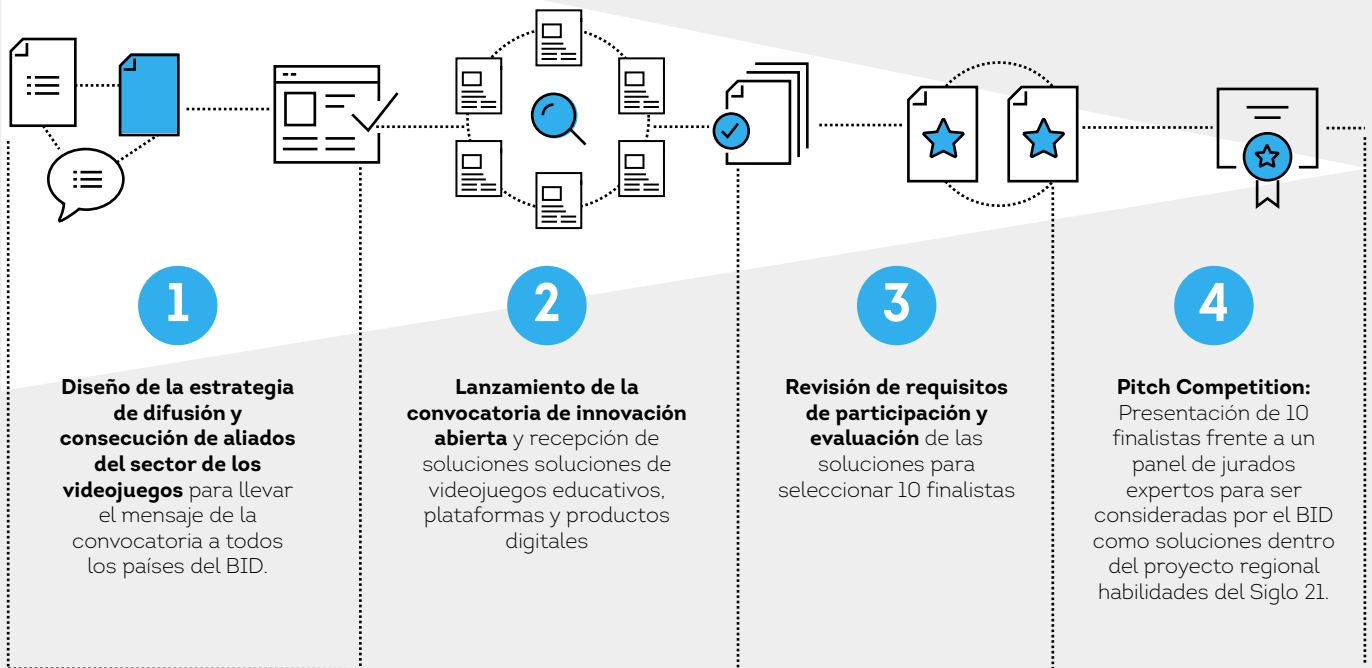 1
Diseño de la estrategia
de difusión y
consecución de aliados
del sector de los
videojuegos para llevar
el mensaje de la
convocatoria a todos
los países del BID.
2
Lanzamiento de la
convocatoria de innovación
abierta y recepción de
soluciones soluciones de
videojuegos educativos,
plataformas y productos
digitales
3
Revisión de requisitos
de participación y
evaluación de las
soluciones para
seleccionar 10 finalistas
4
Pitch Competition:
Presentación de 10
finalistas frente a un
panel de jurados
expertos para ser
consideradas por el BID
como soluciones dentro
del proyecto regional
habilidades del Siglo 21.